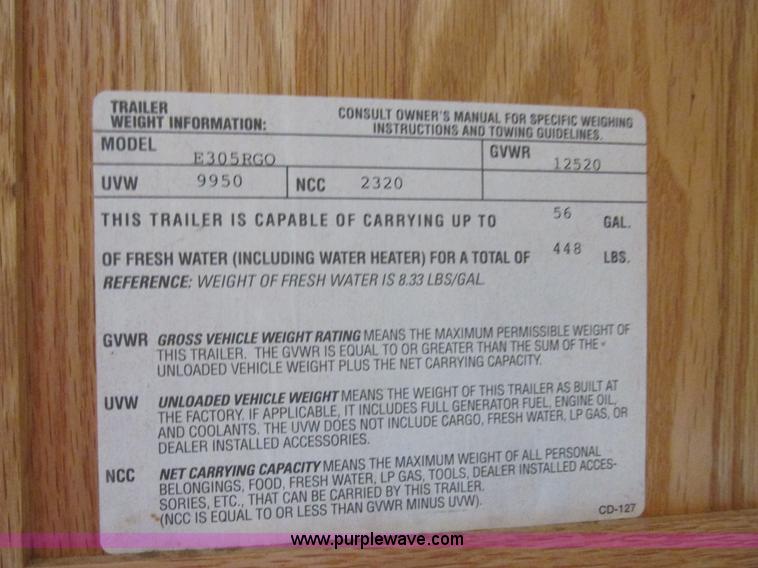 TRAILER
WEIGHT INFORMATION:
CONSULT OWNER'S MANUAL FOR SPECIFIC WEIGHING
INSTRUCTIONS AND TOWING GUIDELINES.
MODEL E305RGO GVWR 12520
UVW 9950 NCC 2320
THIS TRAILER IS CAPABLE OF CARRYING UP TO 56 GAL.
OF FRESH WATER (INCLUDING WATER HEATER) FOR A TOTAL OF 448 LBS.
REFERENCE: WEIGHT OF FRESH WATER IS 8.33 LBS/GAL.
GVWR GROSS VEHICLE WEIGHT RATING MEANS THE MAXIMUM PERMISSIBLE WEIGHT OF
THIS TRAILER. THE GVWR IS EQUAL TO OR GREATER THAN THE SUM OF THE
UNLOADED VEHICLE WEIGHT PLUS THE NET CARRYING CAPACITY.
UVW UNLOADED VEHICLE WEIGHT MEANS THE WEIGHT OF THIS TRAILER AS BUILT AT
THE FACTORY. IF APPLICABLE, IT INCLUDES FULL GENERATOR FUEL, ENGINE OIL,
AND COOLANTS. THE UVW DOES NOT INCLUDE CARGO, FRESH WATER, LP GAS, OR
DEALER INSTALLED ACCESSORIES.
NCC NET CARRYING CAPACITY MEANS THE MAXIMUM WEIGHT OF ALL PERSONAL
BELONGINGS, FOOD, FRESH WATER, LP GAS, TOOLS, DEALER INSTALLED ACCES-
SORIES, ETC., THAT CAN BE CARRIED BY THIS TRAILER.
(NCC IS EQUAL TO OR LESS THAN GVWR MINUS UVW).
CD-127
www.purplewave.com